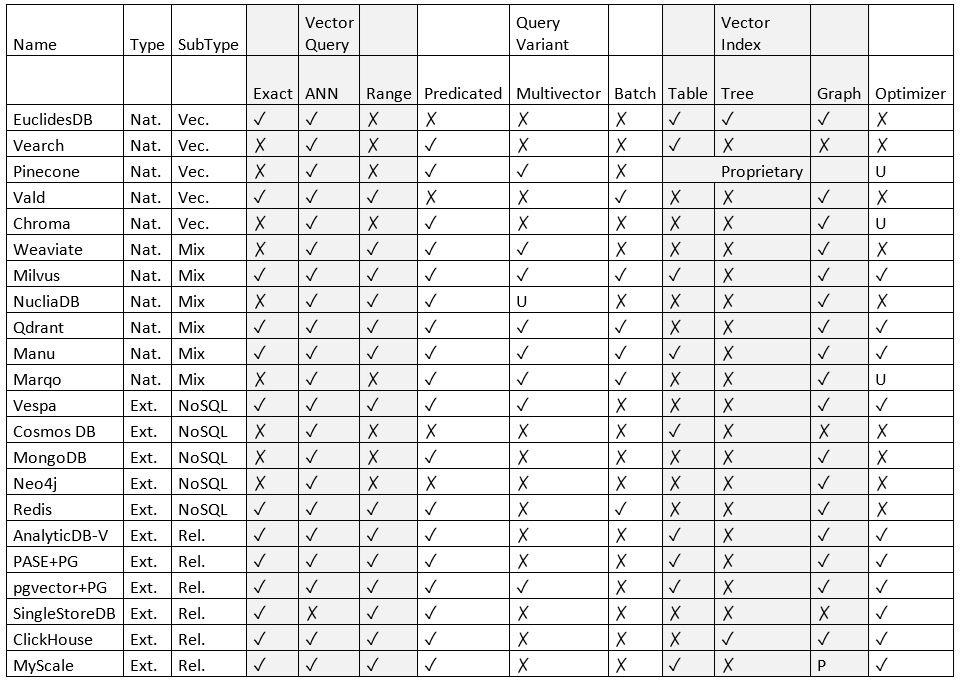 Vector Query Vector
Name Type SubType Query Variant Index
Exact ANN Range Predicated Multivector Batch Table Tree Graph Optimizer
EuclidesDB Nat. Vec. ✓ ✓ ✗ ✗ ✗ ✗ ✓ ✓ ✓ ✗
Vearch Nat. Vec. ✗ ✓ ✗ ✓ ✗ ✗ ✓ ✗ ✗ ✗
Pinecone Nat. Vec. ✗ ✓ ✗ ✓ ✓ ✗ Proprietary U
Vald Nat. Vec. ✓ ✓ ✓ ✗ ✗ ✓ ✗ ✗ ✓ ✗
Chroma Nat. Vec. ✗ ✓ ✗ ✓ ✗ ✗ ✗ ✗ ✓ U
Weaviate Nat. Mix ✗ ✓ ✓ ✓ ✓ ✗ ✗ ✗ ✓ ✗
Milvus Nat. Mix ✓ ✓ ✓ ✓ ✓ ✓ ✓ ✗ ✓ ✓
NucliaDB Nat. Mix ✗ ✓ ✓ ✓ U ✗ ✗ ✗ ✓ ✗
Qdrant Nat. Mix ✓ ✓ ✓ ✓ ✓ ✓ ✗ ✗ ✓ ✓
Manu Nat. Mix ✓ ✓ ✓ ✓ ✓ ✓ ✓ ✗ ✓ ✓
Marqo Nat. Mix ✗ ✓ ✗ ✓ ✓ ✓ ✗ ✗ ✓ U
Vespa Ext. NoSQL ✓ ✓ ✓ ✓ ✓ ✗ ✗ ✗ ✓ ✓
Cosmos DB Ext. NoSQL ✗ ✓ ✗ ✗ ✗ ✗ ✓ ✗ ✗ ✗
MongoDB Ext. NoSQL ✗ ✓ ✗ ✓ ✗ ✗ ✗ ✗ ✓ ✗
Neo4j Ext. NoSQL ✗ ✓ ✗ ✗ ✗ ✗ ✗ ✗ ✓ ✗
Redis Ext. NoSQL ✓ ✓ ✓ ✓ ✗ ✓ ✗ ✗ ✓ ✗
AnalyticDB-V Ext. Rel. ✓ ✓ ✓ ✓ ✗ ✗ ✓ ✗ ✓ ✓
PASE+PG Ext. Rel. ✓ ✓ ✓ ✓ ✗ ✗ ✓ ✗ ✓ ✓
pgvector+PG Ext. Rel. ✓ ✓ ✓ ✓ ✓ ✗ ✓ ✗ ✓ ✓
SingleStoreDB Ext. Rel. ✓ ✗ ✓ ✓ ✗ ✗ ✗ ✗ ✗ ✓
ClickHouse Ext. Rel. ✓ ✓ ✓ ✓ ✗ ✗ ✗ ✓ ✓ ✓
MyScale Ext. Rel. ✓ ✓ ✓ ✓ ✗ ✗ ✓ ✗ P ✓